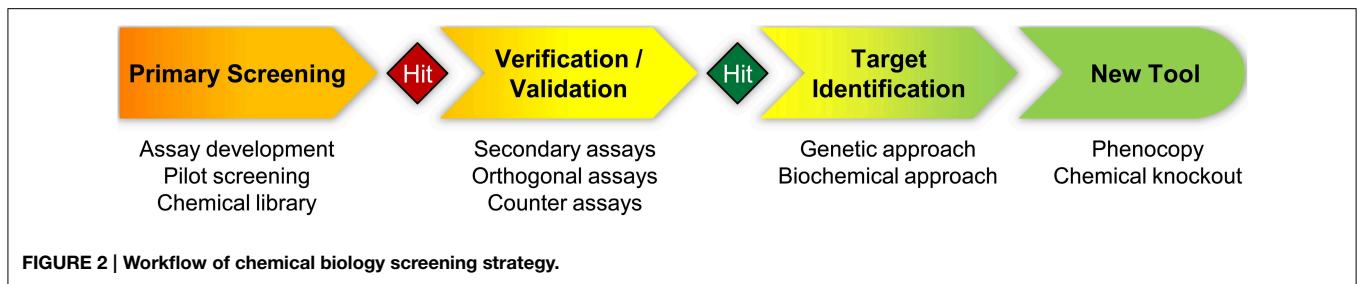 Primary Screening
Hit
Verification /
Validation
Hit
Target
Identification
New Tool
Assay development
Pilot screening
Chemical library
Secondary assays
Orthogonal assays
Counter assays
Genetic approach
Biochemical approach
Phenocopy
Chemical knockout
FIGURE 2 | Workflow of chemical biology screening strategy.